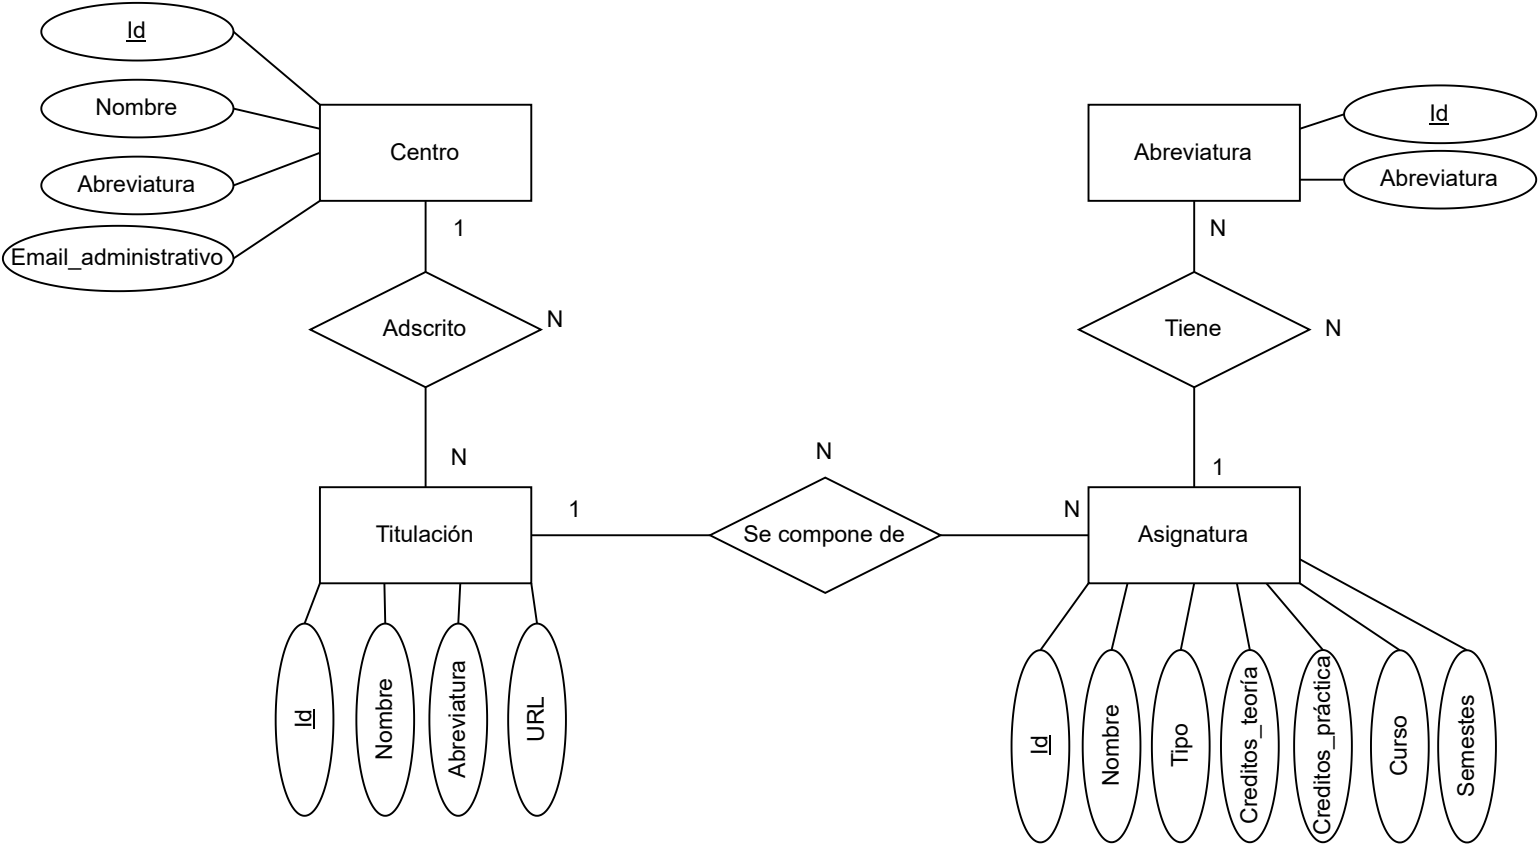 Id
Nombre
Abreviatura
Email_administrativo
Centro
1
Adscrito
N
N
Abreviatura
Id
Abreviatura
N
Tiene
N
1
Titulación
1
N
Se compone de
N
Asignatura
Id
Nombre
Abreviatura
URL
Id
Nombre
Tipo
Creditos_teoría
Creditos_práctica
Curso
Semestes